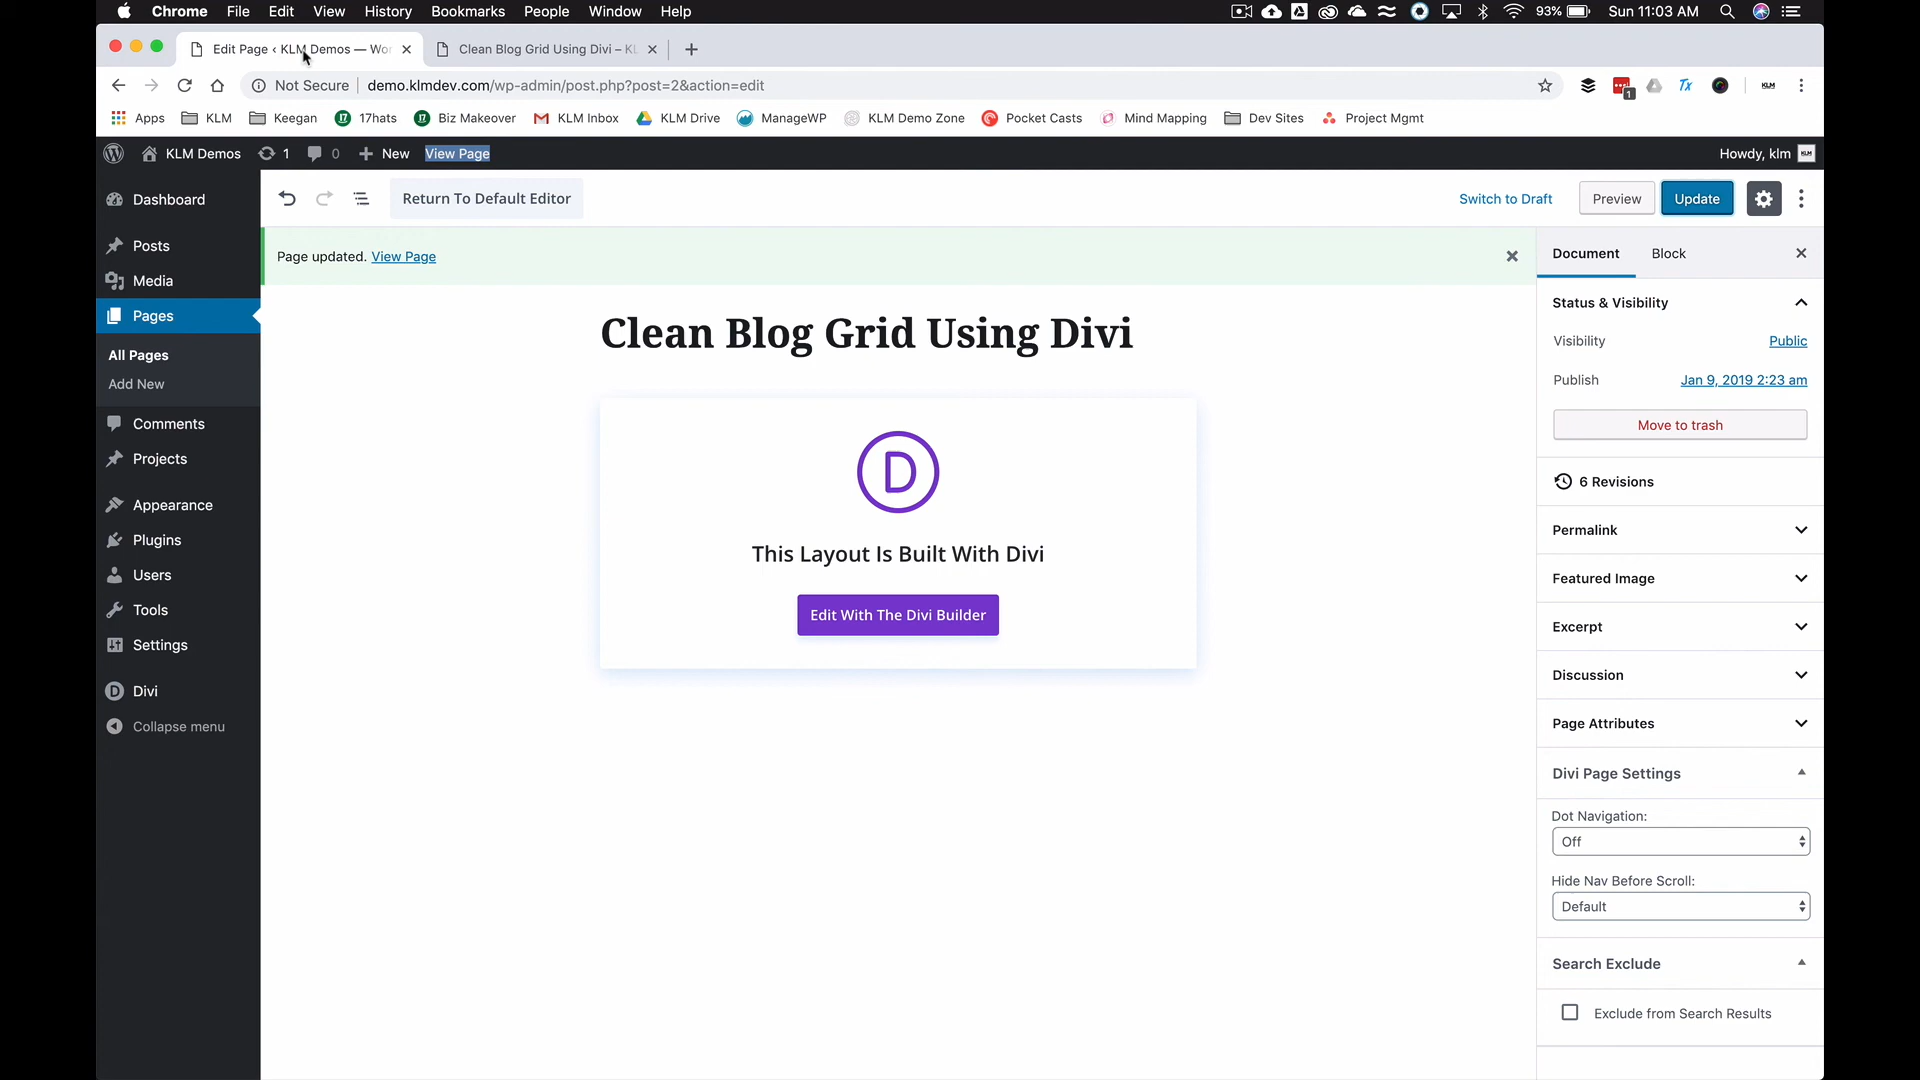 Chrome File Edit View History Bookmarks People Window Help 93% Sun 11:03 AM
Edit Page ‹ KLM Demos — Wor Clean Blog Grid Using Divi – KL
Not Secure demo.klmdev.com/wp-admin/post.php?post=2&action=edit 1 Tx KLM
Apps KLM Keegan 17hats Biz Makeover KLM Inbox KLM Drive ManageWP KLM Demo Zone Pocket Casts Mind Mapping Dev Sites Project Mgmt
KLM Demos 1 0 New View Page Howdy, klm
Return To Default Editor Switch to Draft Preview Update
Dashboard
Posts
Media
Pages
All Pages
Add New
Comments
Projects
Appearance
Plugins
Users
Tools
Settings
Divi
Collapse menu
Page updated. View Page
Clean Blog Grid Using Divi
D
This Layout Is Built With Divi
Edit With The Divi Builder
Document Block
Status & Visibility
Visibility Public
Publish Jan 9, 2019 2:23 am
Move to trash
6 Revisions
Permalink
Featured Image
Excerpt
Discussion
Page Attributes
Divi Page Settings
Dot Navigation:
Off
Hide Nav Before Scroll:
Default
Search Exclude
Exclude from Search Results